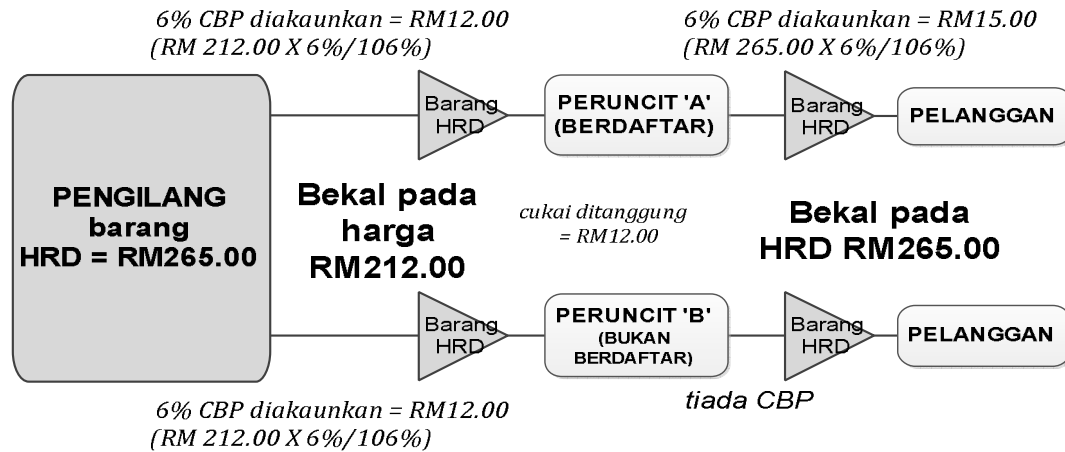 6% CBP diakaunkan = RM12.00
(RM 212.00 X 6%/106%)
6% CBP diakaunkan = RM15.00
(RM 265.00 X 6%/106%)
PENGILANG
barang
HRD = RM265.00
Barang
HRD
PERUNCIT 'A'
(BERDAFTAR)
Barang
HRD
PELANGGAN
Bekal pada
harga
RM212.00
cukai ditanggung
= RM12.00
Bekal pada
HRD RM265.00
Barang
HRD
PERUNCIT 'B'
(BUKAN
BERDAFTAR)
Barang
HRD
PELANGGAN
tiada CBP
6% CBP diakaunkan = RM12.00
(RM 212.00 X 6%/106%)